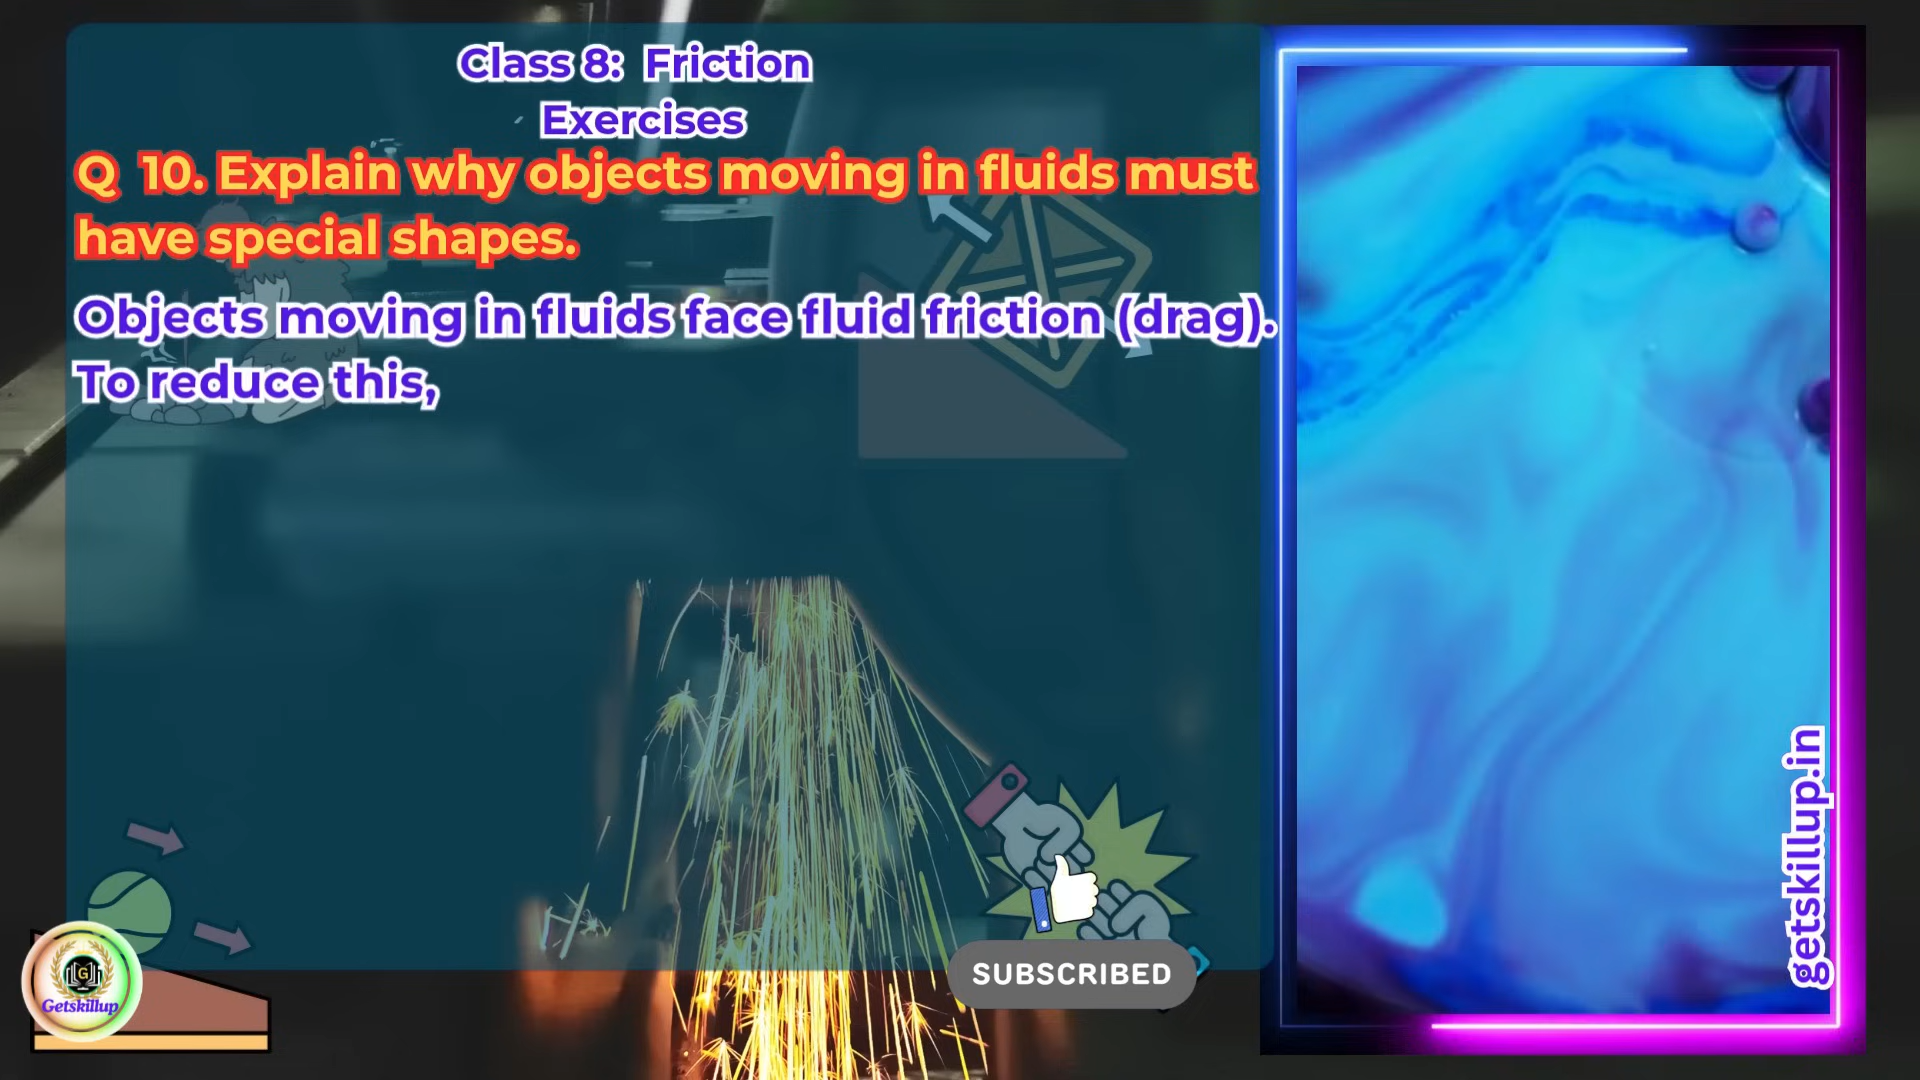 Class 8: Friction
Exercises
Q 10. Explain why objects moving in fluids must
have special shapes.
Objects moving in fluids face fluid friction (drag).
To reduce this,
getskillup.in
G
Getskillup
SUBSCRIBED